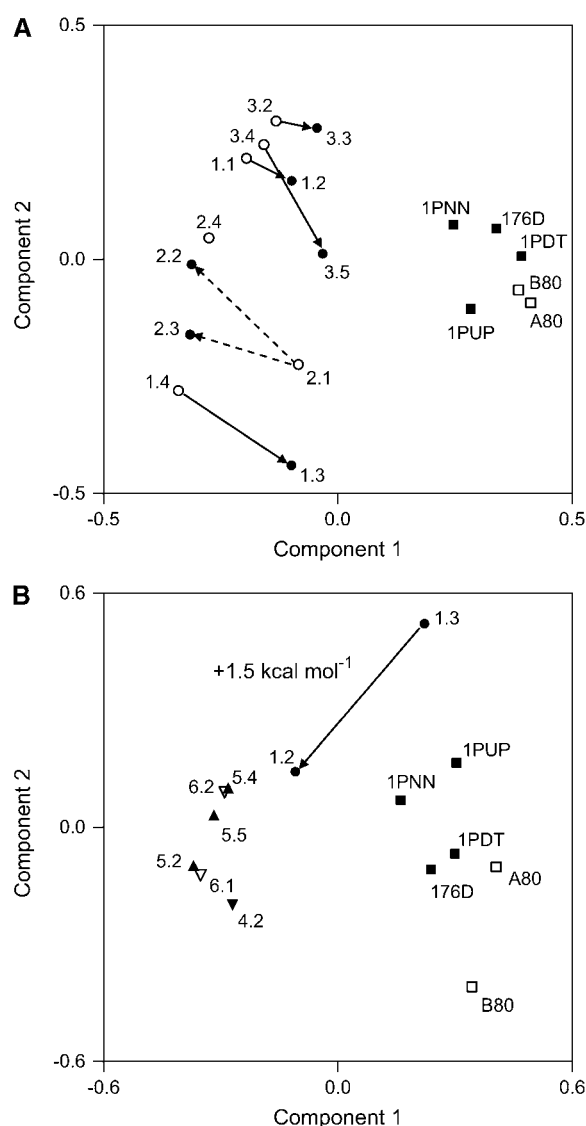 A
0.5
3.2
3.3
3.4
1.1
1.2
1PNN
176D
2.4
1PDT
2.2
0.0
3.5
B80
A80
2.3
1PUP
2.1
1.4
1.3
-0.5
-0.5
0.0
0.5
Component 1
Component 2
B
0.6
1.3
+1.5 kcal mol⁻¹
1.2
1PUP
6.2
5.4
1PNN
0.0
5.5
1PDT
5.2
6.1
176D
A80
4.2
B80
-0.6
-0.6
0.0
0.6
Component 1
Component 2